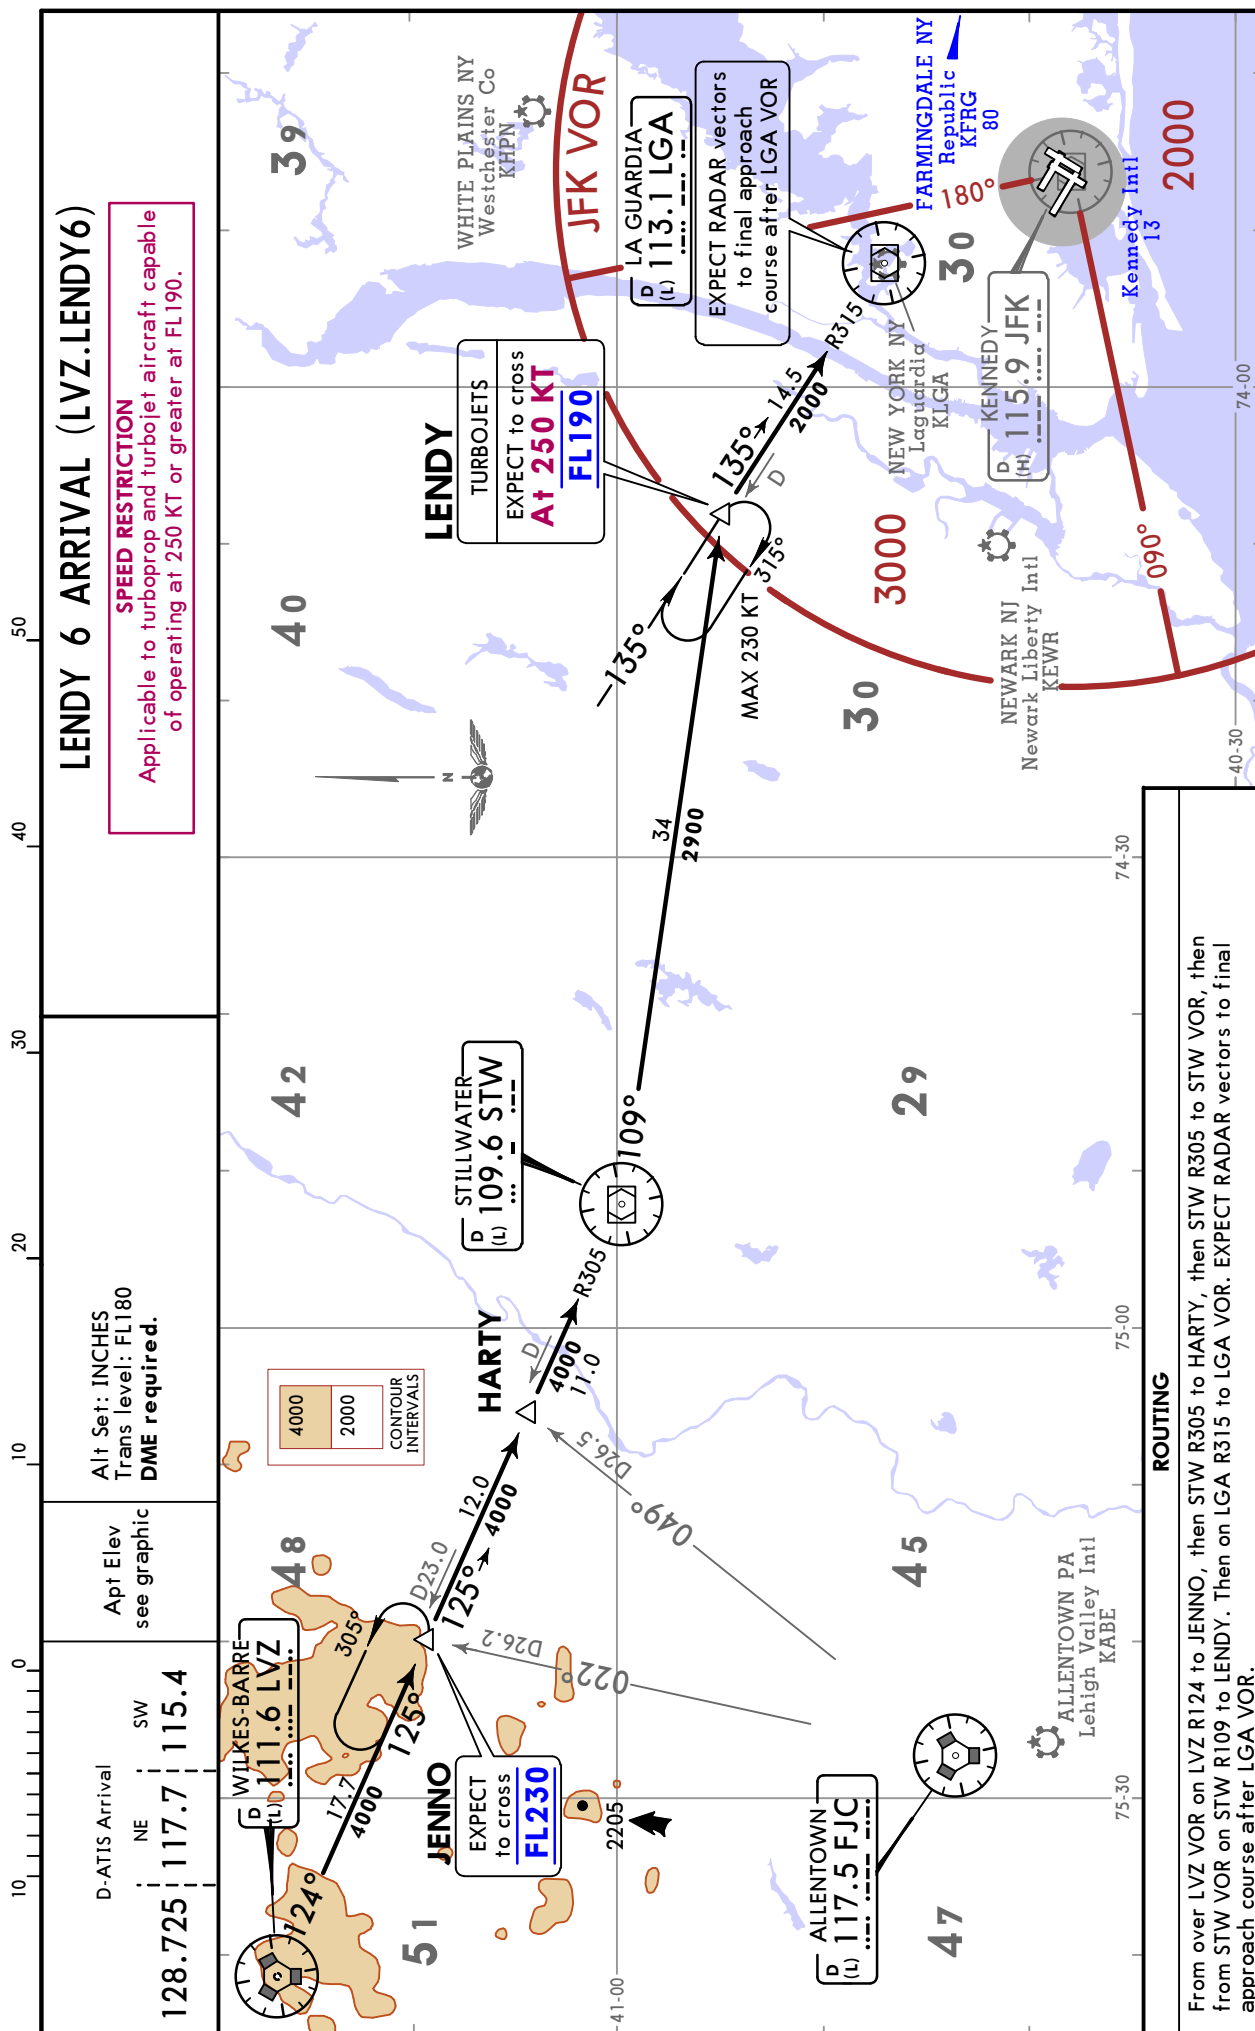 10
0
10
20
30
40
50
D-ATIS Arrival
NE
SW
128.725
117.7
115.4
Apt Elev
see graphic
Alt Set: INCHES
Trans level: FL180
DME required.
LENDY 6 ARRIVAL (LVZ.LENDY6)
SPEED RESTRICTION
Applicable to turboprop and turbojet aircraft capable
of operating at 250 KT or greater at FL190.
48
42
40
39
4000
2000
CONTOUR
INTERVALS
WILKES-BARRE
D
(L)
111.6 LVZ
124°
17.7
4000
125°
305°
JENNO
EXPECT
to cross
FL230
D23.0
125°
12.0
4000
D26.2
022°
HARTY
D
4000
11.0
R305
D26.5
049°
STILLWATER
D
(L)
109.6 STW
109°
34
2900
N
LENDY
TURBOJETS
EXPECT to cross
At 250 KT
FL190
135°
MAX 230 KT
315°
135°
14.5
2000
D
R315
WHITE PLAINS NY
Westchester Co
KHPN
JFK VOR
LA GUARDIA
D
(L)
113.1 LGA
EXPECT RADAR vectors
to final approach
course after LGA VOR
FARMINGDALE NY
Republic
KFRG
80
180°
30
NEW YORK NY
Laguardia
KLGA
KENNEDY
D
(H)
115.9 JFK
Kennedy Intl
13
2000
3000
090°
30
NEWARK NJ
Newark Liberty Intl
KEWR
51
2205
41-00
ALLENTOWN
D
(L)
117.5 FJC
47
45
29
ALLENTOWN PA
Lehigh Valley Intl
KABE
75-30
75-00
74-30
74-00
40-30
ROUTING
From over LVZ VOR on LVZ R124 to JENNO, then STW R305 to HARTY, then STW R305 to STW VOR, then
from STW VOR on STW R109 to LENDY. Then on LGA R315 to LGA VOR. EXPECT RADAR vectors to final
approach course after LGA VOR.